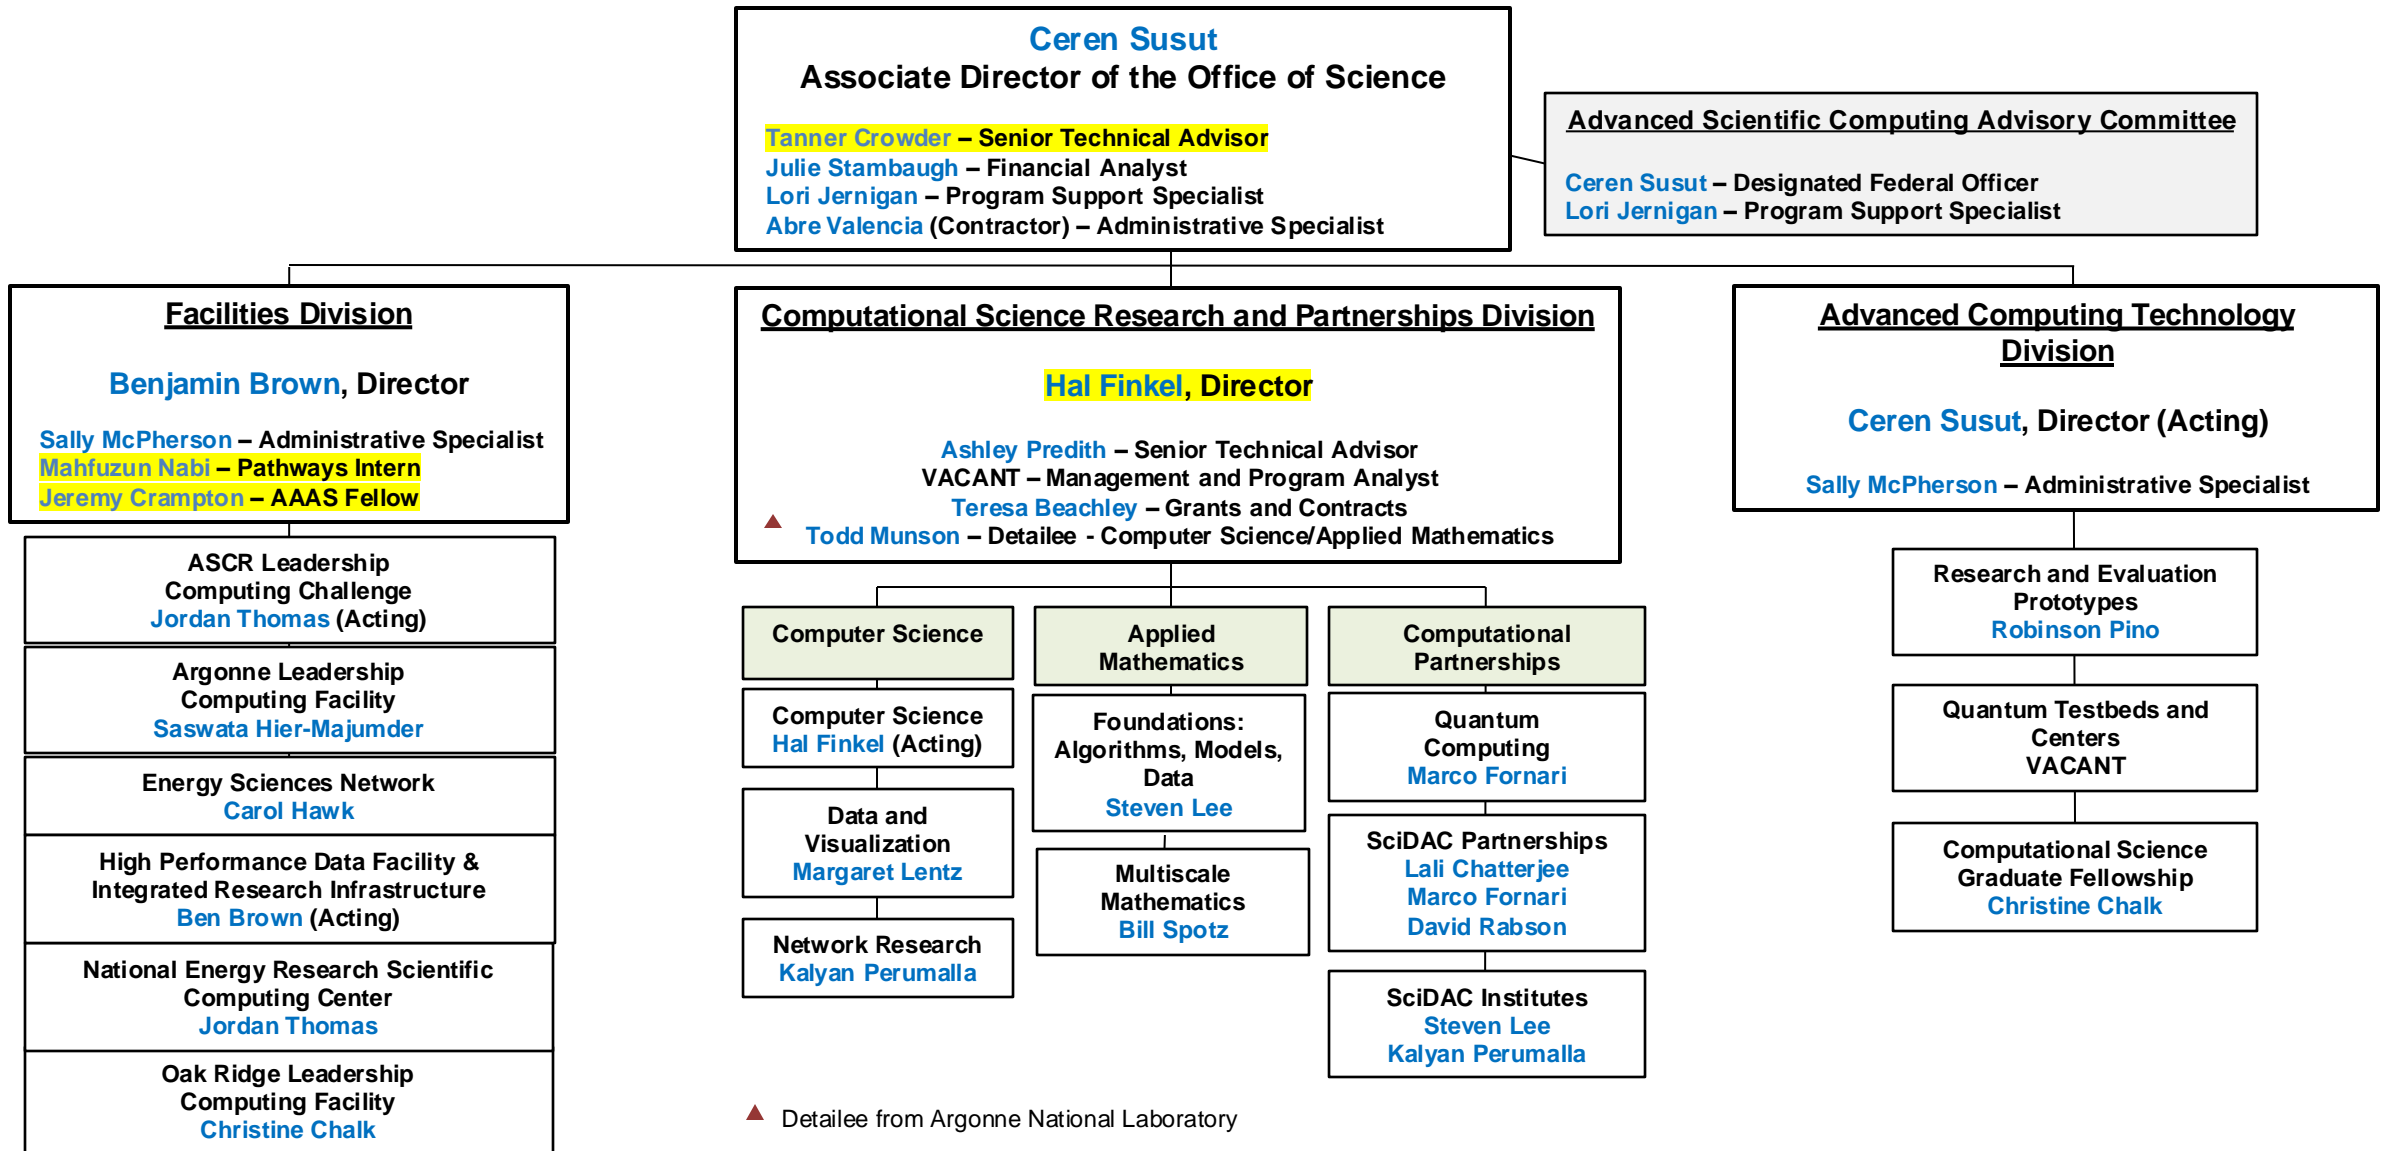 Ceren Susut
Associate Director of the Office of Science
Tanner Crowder – Senior Technical Advisor
Julie Stambaugh – Financial Analyst
Lori Jernigan – Program Support Specialist
Abre Valencia (Contractor) – Administrative Specialist
Advanced Scientific Computing Advisory Committee
Ceren Susut – Designated Federal Officer
Lori Jernigan – Program Support Specialist
Facilities Division
Benjamin Brown, Director
Sally McPherson – Administrative Specialist
Mahfuzun Nabi – Pathways Intern
Jeremy Crampton – AAAS Fellow
ASCR Leadership
Computing Challenge
Jordan Thomas (Acting)
Argonne Leadership
Computing Facility
Saswata Hier-Majumder
Energy Sciences Network
Carol Hawk
High Performance Data Facility &
Integrated Research Infrastructure
Ben Brown (Acting)
National Energy Research Scientific
Computing Center
Jordan Thomas
Oak Ridge Leadership
Computing Facility
Christine Chalk
Computational Science Research and Partnerships Division
Hal Finkel, Director
Ashley Predith – Senior Technical Advisor
VACANT – Management and Program Analyst
Teresa Beachley – Grants and Contracts
Todd Munson – Detailee - Computer Science/Applied Mathematics
Computer Science
Computer Science
Hal Finkel (Acting)
Data and
Visualization
Margaret Lentz
Network Research
Kalyan Perumalla
Applied
Mathematics
Foundations:
Algorithms, Models,
Data
Steven Lee
Multiscale
Mathematics
Bill Spotz
Computational
Partnerships
Quantum
Computing
Marco Fornari
SciDAC Partnerships
Lali Chatterjee
Marco Fornari
David Rabson
SciDAC Institutes
Steven Lee
Kalyan Perumalla
Detailee from Argonne National Laboratory
Advanced Computing Technology
Division
Ceren Susut, Director (Acting)
Sally McPherson – Administrative Specialist
Research and Evaluation
Prototypes
Robinson Pino
Quantum Testbeds and
Centers
VACANT
Computational Science
Graduate Fellowship
Christine Chalk